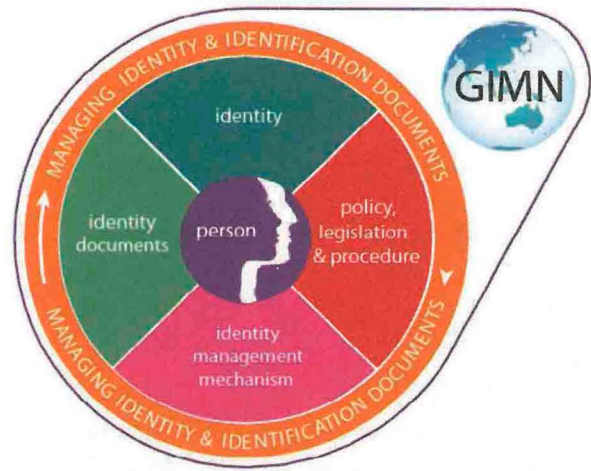 MANAGING IDENTITY & IDENTIFICATION DOCUMENTS
GIMN
identity
identity
documents
person
policy,
legislation
& procedure
identity
management
mechanism
MANAGING IDENTITY & IDENTIFICATION DOCUMENTS